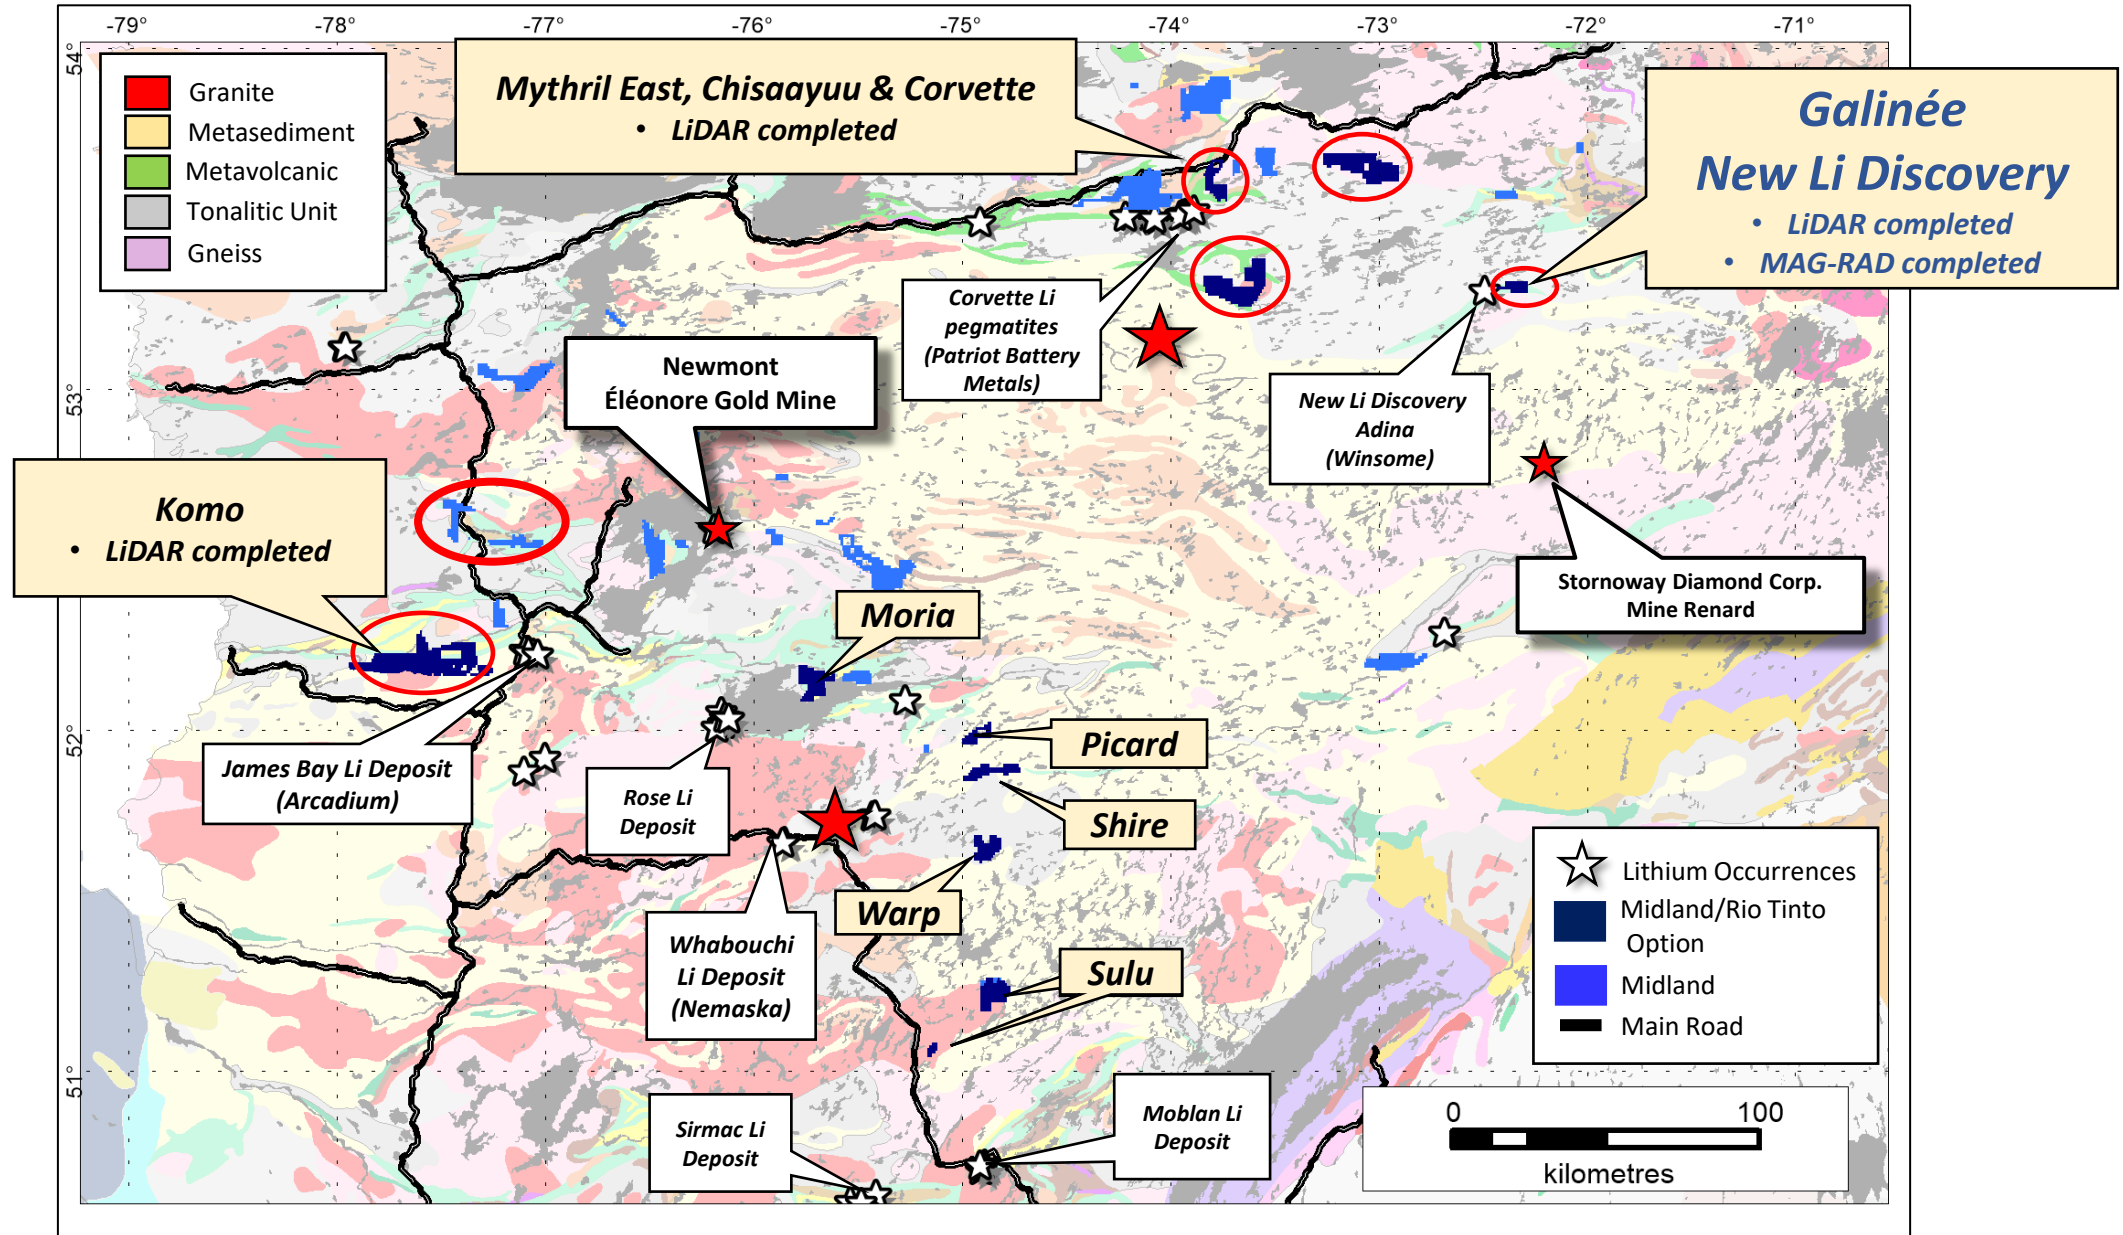 -79° -78° -77° -76° -75° -74° -73° -72° -71°
54°
53°
52°
51°
Granite
Metasediment
Metavolcanic
Tonalitic Unit
Gneiss
Mythril East, Chisaayuu & Corvette
• LiDAR completed
Galinée
New Li Discovery
• LiDAR completed
• MAG-RAD completed
Corvette Li
pegmatites
(Patriot Battery
Metals)
Newmont
Éléonore Gold Mine
New Li Discovery
Adina
(Winsome)
Komo
• LiDAR completed
Stornoway Diamond Corp.
Mine Renard
Moria
Picard
Shire
James Bay Li Deposit
(Arcadium)
Rose Li
Deposit
Warp
Whabouchi
Li Deposit
(Nemaska)
Sulu
Sirmac Li
Deposit
Moblan Li
Deposit
Lithium Occurrences
Midland/Rio Tinto
Option
Midland
Main Road
0 100
kilometres